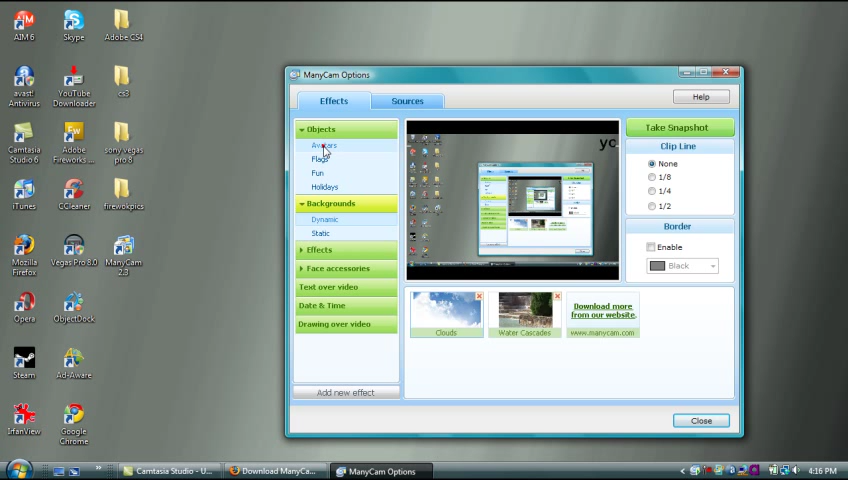 AIM 6
Skype
Adobe CS4
avast!
Antivirus
YouTube
Downloader
cs3
Camtasia
Studio 6
Adobe
Fireworks ...
sony vegas
pro 8
iTunes
CCleaner
firewokpics
Mozilla
Firefox
Vegas Pro 8.0
ManyCam
2.3
Opera
ObjectDock
Steam
Ad-Aware
IrfanView
Google
Chrome
ManyCam Options
Effects
Sources
Help
Objects
Avatars
Flags
Fun
Holidays
Backgrounds
Dynamic
Static
Effects
Face accessories
Text over video
Date & Time
Drawing over video
Add new effect
yc
Take Snapshot
Clip Line
None
1/8
1/4
1/2
Border
Enable
Black
Clouds
Water Cascades
Download more
from our website.
www.manycam.com
Close
Camtasia Studio - U...
Download ManyCa...
ManyCam Options
4:16 PM